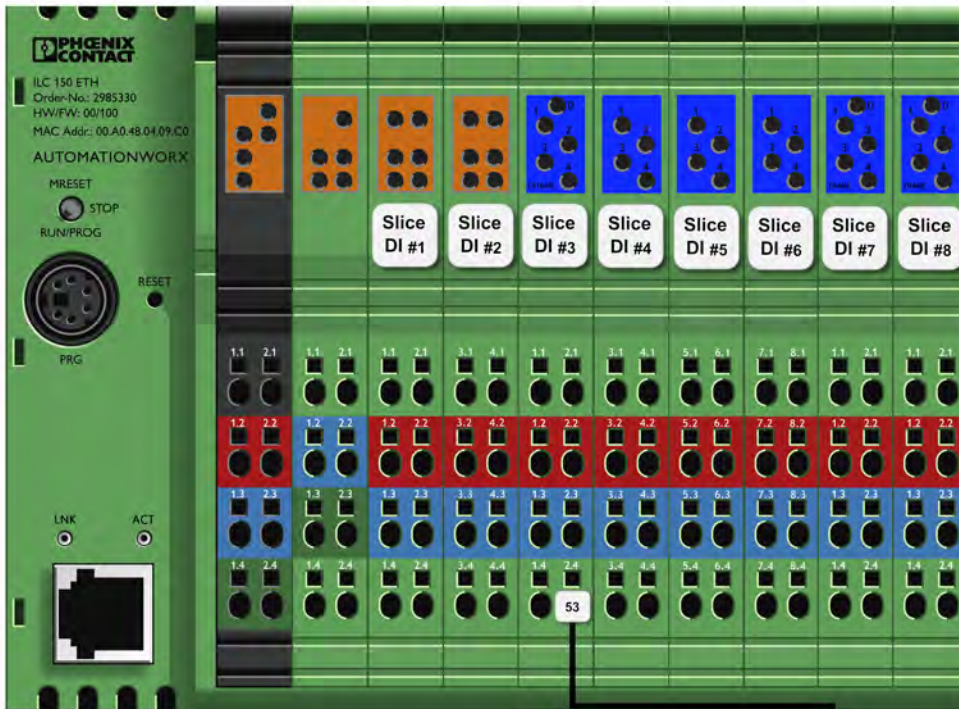 PHŒNIX
CONTACT
ILC 150 ETH
Order-No.: 2985330
HW/FW: 00/100
MAC Addr.: 00.A0.48.04.09.C0
AUTOMATIONWORX
MRESET
STOP
RUN/PROG
RESET
PRG
LNK ACT
Slice DI #1
Slice DI #2
Slice DI #3
Slice DI #4
Slice DI #5
Slice DI #6
Slice DI #7
Slice DI #8
1.1 2.1 1.1 2.1 1.1 2.1 3.1 4.1 1.1 2.1 3.1 4.1 5.1 6.1 7.1 8.1 1.1 2.1 1.1 2.1
1.2 2.2 1.2 2.2 1.2 2.2 3.2 4.2 1.2 2.2 3.2 4.2 5.2 6.2 7.2 8.2 1.2 2.2 1.2 2.2
1.3 2.3 1.3 2.3 1.3 2.3 3.3 4.3 1.3 2.3 3.3 4.3 5.3 6.3 7.3 8.3 1.3 2.3 1.3 2.3
1.4 2.4 1.4 2.4 1.4 2.4 3.4 4.4 1.4 2.4 3.4 4.4 5.4 6.4 7.4 8.4 1.4 2.4 1.4 2.4
53